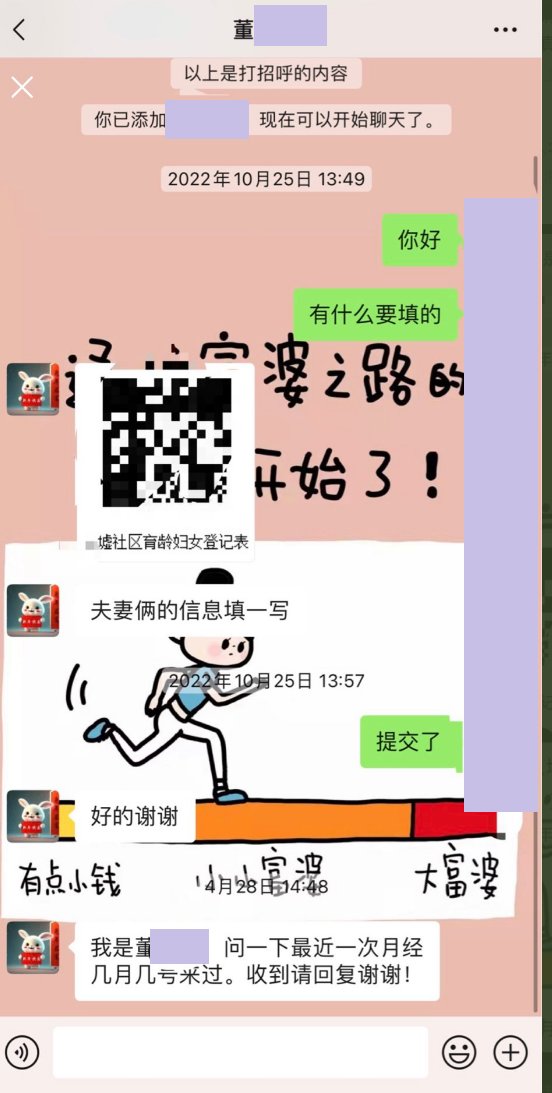 董
以上是打招呼的内容
你已添加 现在可以开始聊天了。
2022年10月25日 13:49
你好
有什么要填的
富婆之路的
开始了！
墟社区育龄妇女登记表
夫妻俩的信息填一写
2022年10月25日 13:57
提交了
好的谢谢
有点小钱 小小富婆 大富婆
4月28日 14:48
我是董 问一下最近一次月经
几月几号来过。收到请回复谢谢！